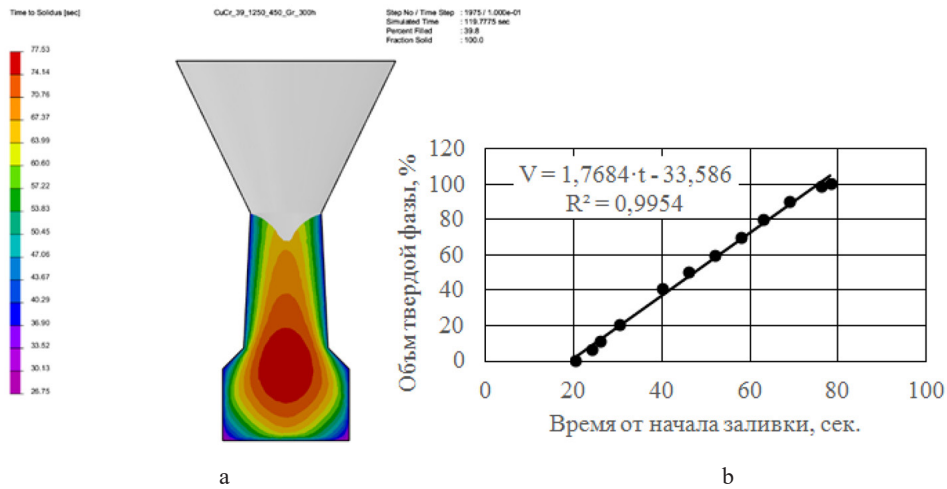 Time to Solidus [sec]
CuCr_39_1250_450_Gr_300h
Step No / Time Step : 1975 / 1.000e-01
Simulated Time : 119.7775 sec
Percent Filled : 39.8
Fraction Solid : 100.0
77.53
74.14
70.76
67.37
63.99
60.60
57.22
53.83
50.45
47.06
43.67
40.29
36.90
33.52
30.13
26.75
Объм твердой фазы, %
120
100
80
60
40
20
0
V = 1,7684·t - 33,586
R² = 0,9954
0 20 40 60 80 100
Время от начала заливки, сек.
a b